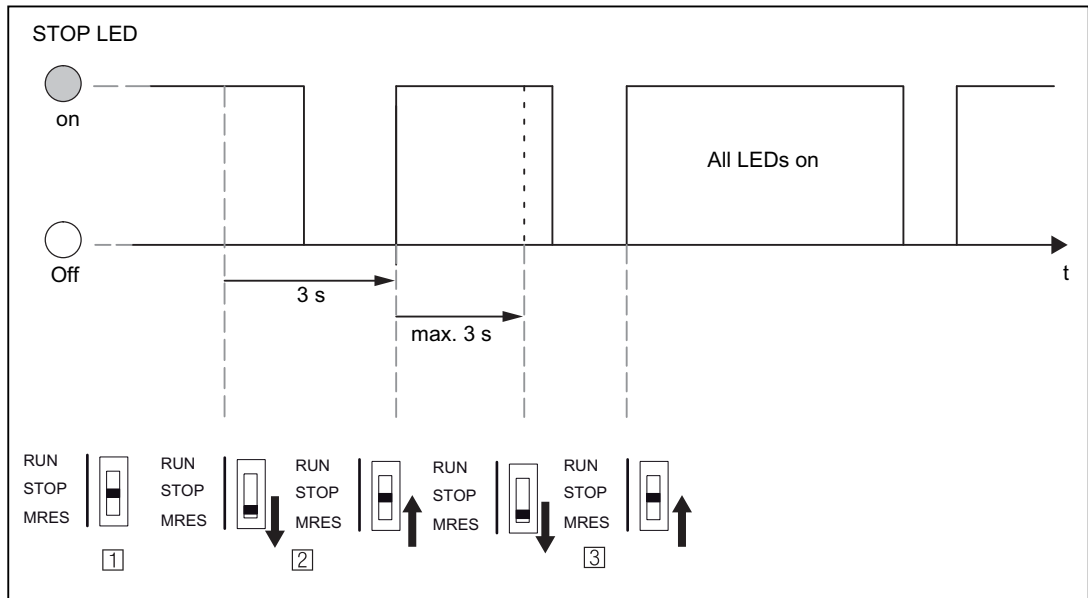 STOP LED
on
All LEDs on
Off
t
3 s
max. 3 s
RUN
STOP
MRES
RUN
STOP
MRES
RUN
STOP
MRES
RUN
STOP
MRES
RUN
STOP
MRES
1
2
3